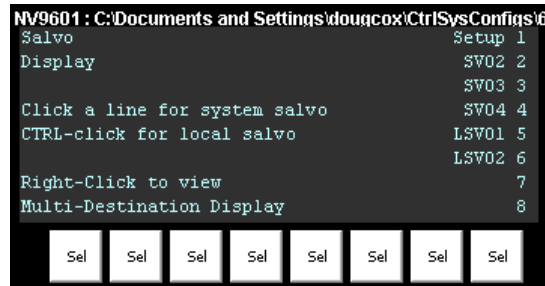 NV9601 : C:\Documents and Settings\dougcox\CtrlSysConfigs\6
Salvo Setup 1
Display SV02 2
SV03 3
Click a line for system salvo SV04 4
CTRL-click for local salvo LSV01 5
LSV02 6
Right-Click to view 7
Multi-Destination Display 8
Sel Sel Sel Sel Sel Sel Sel Sel